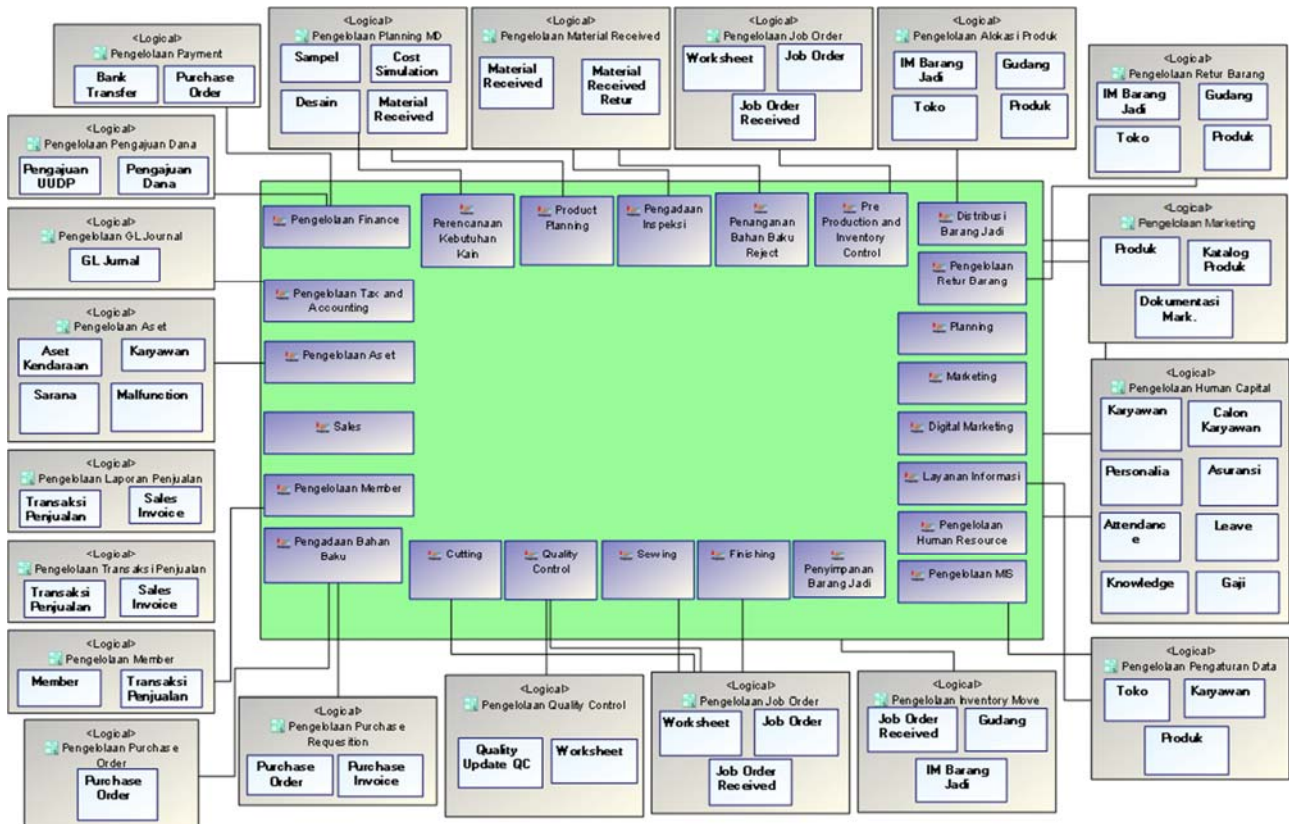 <Logical>
Pengelolaan Payment
Bank
Transfer
Purchase
Order
<Logical>
Pengelolaan Planning MD
Sampel
Cost
Simulation
Desain
Material
Received
<Logical>
Pengelolaan Material Received
Material
Received
Material
Received
Retur
<Logical>
Pengelolaan Job Order
Worksheet
Job Order
Job Order
Received
<Logical>
Pengelolaan Alokasi Produk
IM Barang
Jadi
Gudang
Toko
Produk
<Logical>
Pengelolaan Retur Barang
IM Barang
Jadi
Gudang
Toko
Produk
<Logical>
Pengelolaan Pengajuan Dana
Pengajuan
UUDP
Pengajuan
Dana
<Logical>
Pengelolaan GL Journal
GL Jurnal
<Logical>
Pengelolaan Aset
Aset
Kendaraan
Karyawan
Sarana
Malfunction
<Logical>
Pengelolaan Laporan Penjualan
Transaksi
Penjualan
Sales
Invoice
<Logical>
Pengelolaan Transaksi Penjualan
Transaksi
Penjualan
Sales
Invoice
<Logical>
Pengelolaan Member
Member
Transaksi
Penjualan
<Logical>
Pengelolaan Purchase
Order
Purchase
Order
Pengelolaan Finance
Perencanaan
Kebutuhan
Kain
Product
Planning
Pengadaan
Inspeksi
Penanganan
Bahan Baku
Reject
Pre
Production and
Inventory
Control
Distribusi
Barang Jadi
Pengelolaan
Retur Barang
Pengelolaan Tax and
Accounting
Planning
Pengelolaan Aset
Marketing
Sales
Digital Marketing
Pengelolaan Member
Layanan Informasi
Pengadaan Bahan
Baku
Cutting
Quality
Control
Sewing
Finishing
Penyimpanan
Barang Jadi
Pengelolaan
Human Resource
Pengelolaan MIS
<Logical>
Pengelolaan Marketing
Produk
Katalog
Produk
Dokumentasi
Mark.
<Logical>
Pengelolaan Human Capital
Karyawan
Calon
Karyawan
Personalia
Asuransi
Attendanc
e
Leave
Knowledge
Gaji
<Logical>
Pengelolaan Pengaturan Data
Toko
Karyawan
Produk
<Logical>
Pengelolaan Purchase
Requesition
Purchase
Order
Purchase
Invoice
<Logical>
Pengelolaan Quality Control
Quality
Update QC
Worksheet
<Logical>
Pengelolaan Job Order
Worksheet
Job Order
Job Order
Received
<Logical>
Pengelolaan Inventory Move
Job Order
Received
Gudang
IM Barang
Jadi